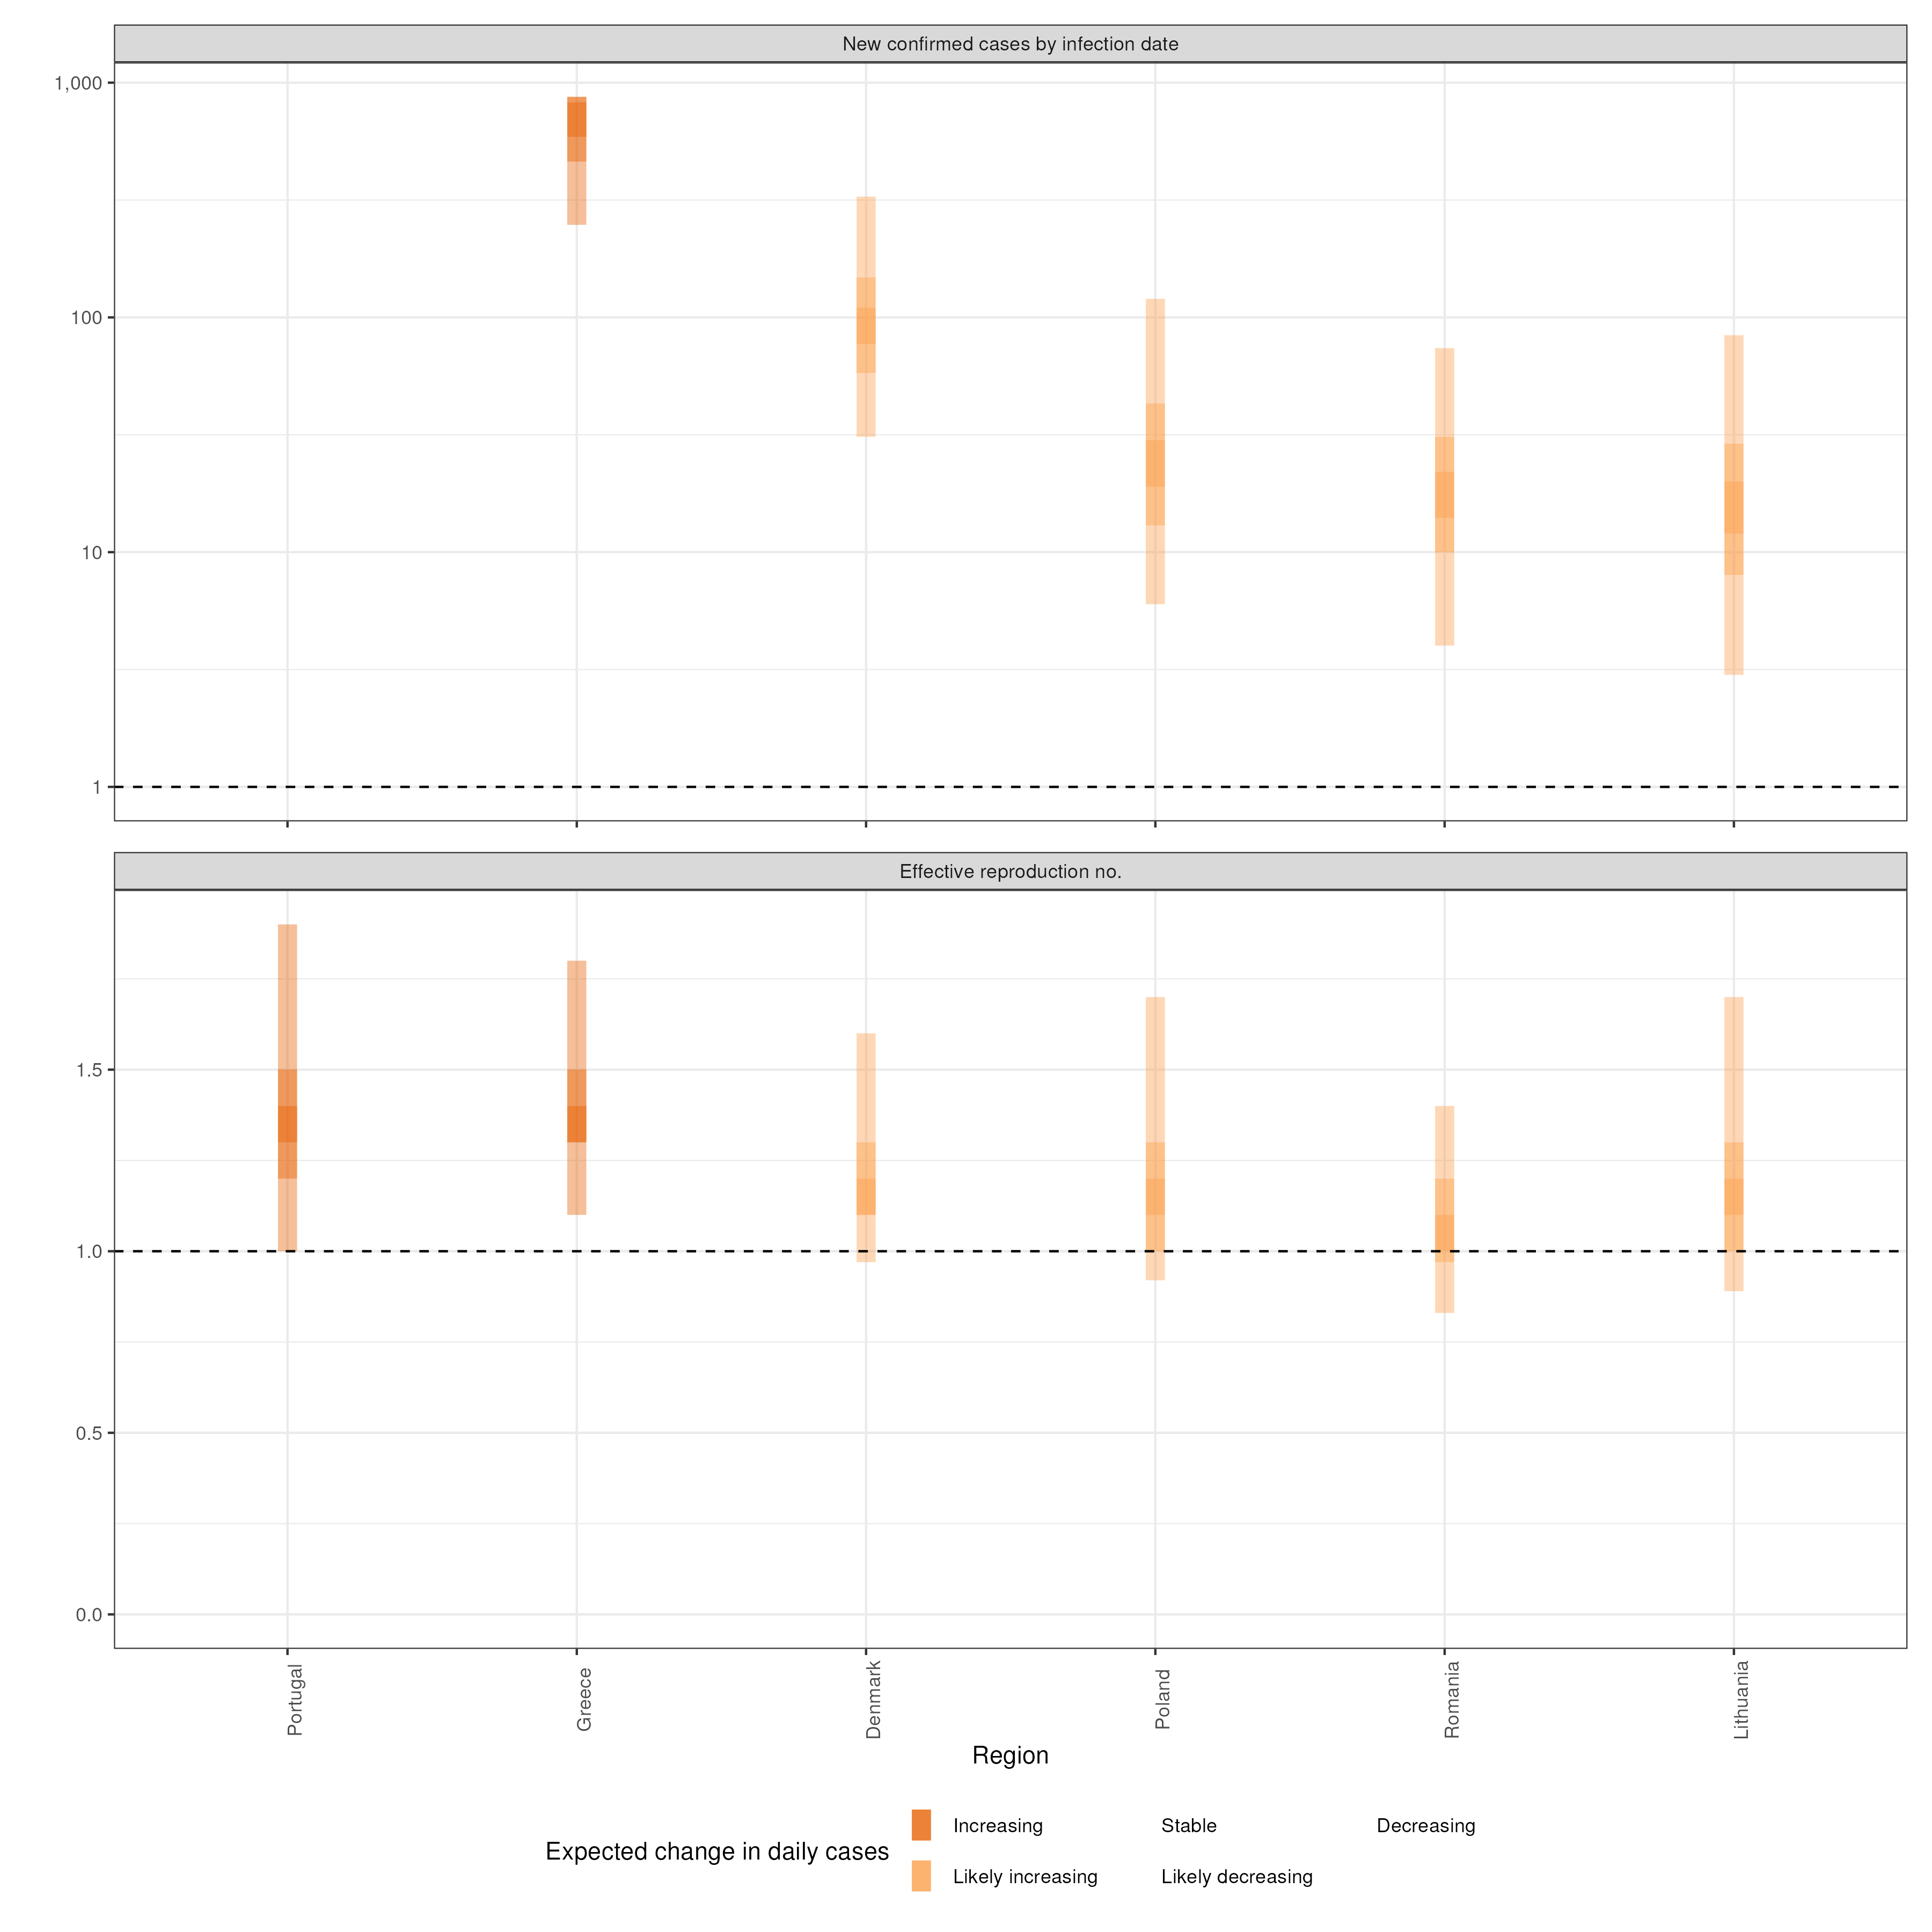 New confirmed cases by infection date
1,000
100
10
1
Effective reproduction no.
1.5
1.0
0.5
0.0
Portugal
Greece
Denmark
Poland
Romania
Lithuania
Region
Expected change in daily cases
Increasing
Stable
Decreasing
Likely increasing
Likely decreasing